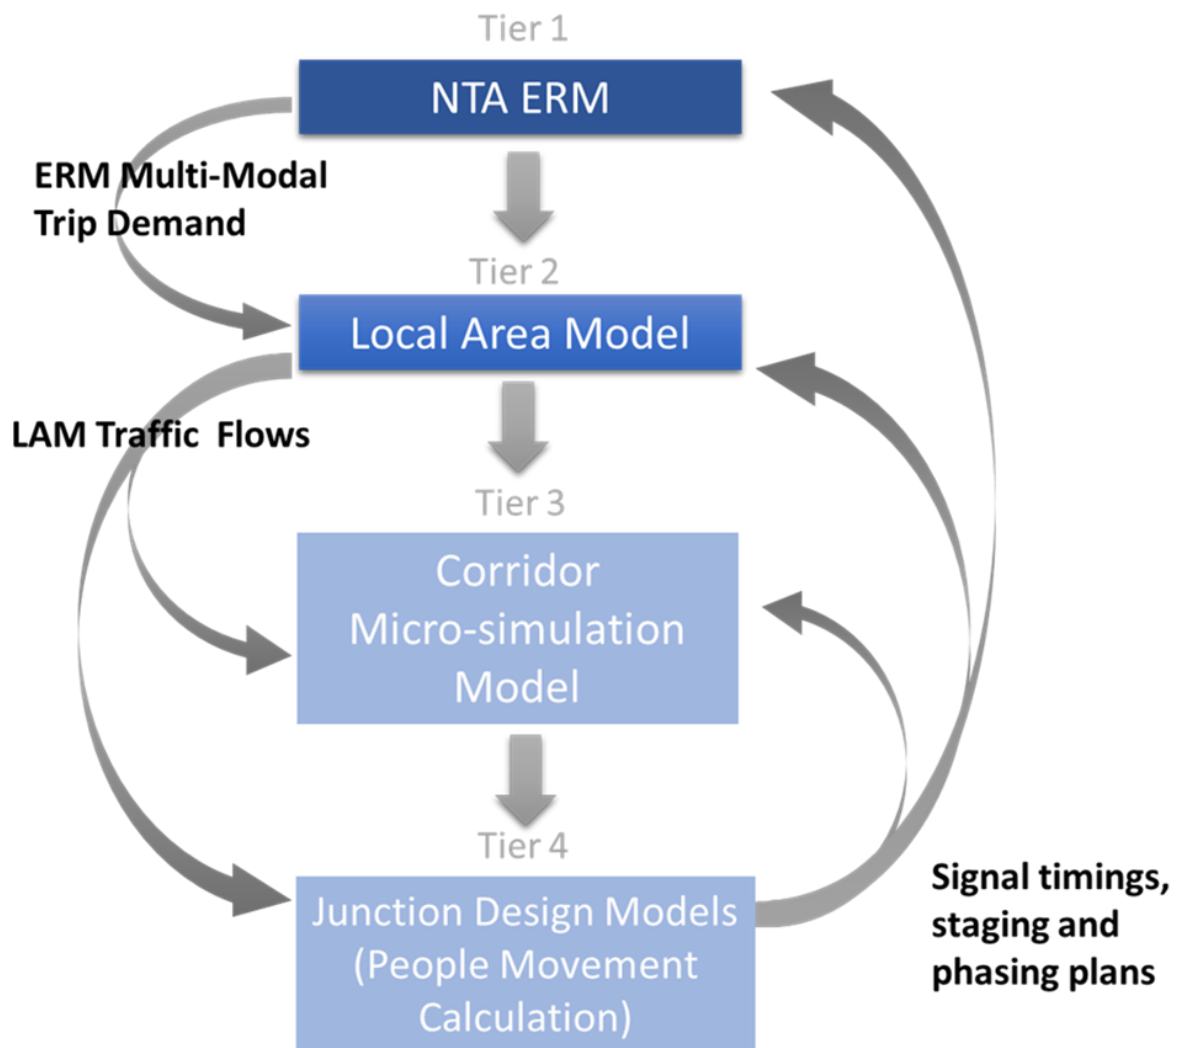 Tier 1
NTA ERM
ERM Multi-Modal
Trip Demand
Tier 2
Local Area Model
LAM Traffic  Flows
Tier 3
Corridor
Micro-simulation
Model
Tier 4
Junction Design Models
(People Movement
Calculation)
Signal timings,
staging and
phasing plans